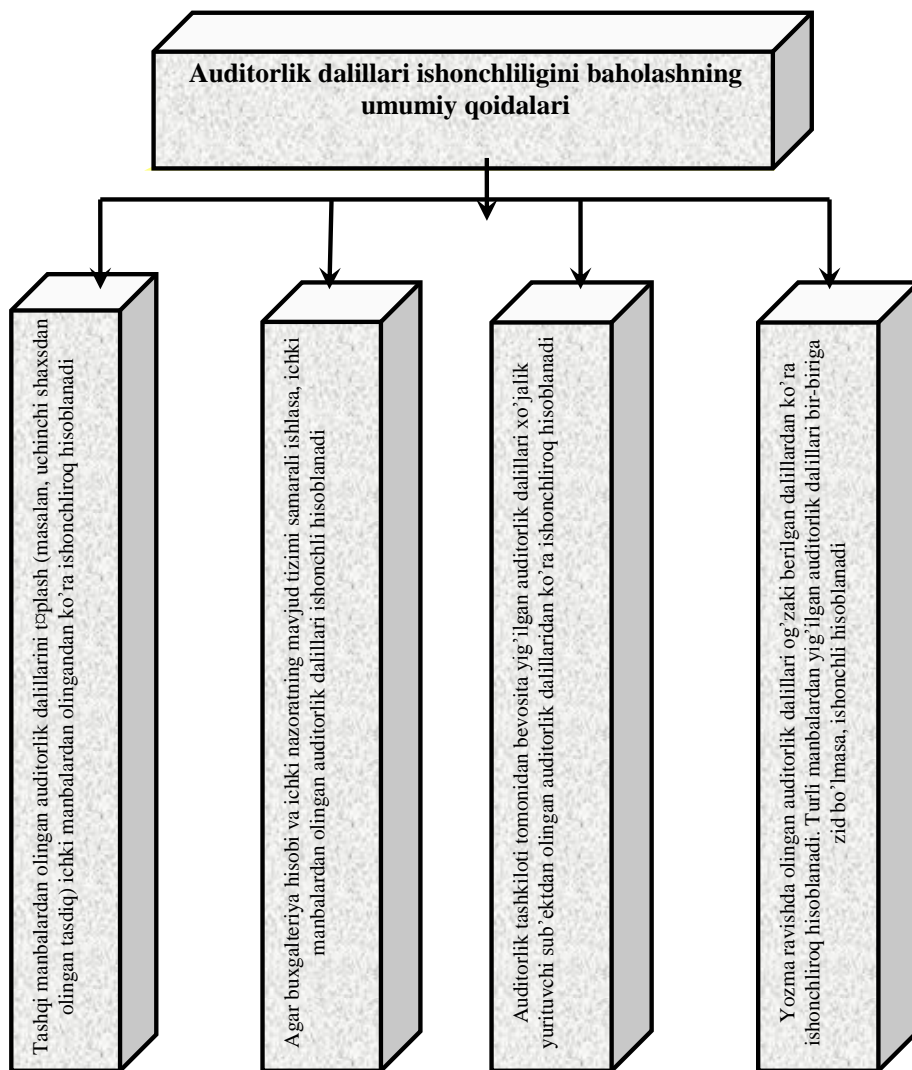 Auditorlik dalillari ishonchliligini baholashning
umumiy qoidalari
Tashqi manbalardan olingan auditorlik dalillarini t¤plash (masalan, uchinchi shaxsdan
olingan tasdiq) ichki manbalardan olingandan ko’ra ishonchliroq hisoblanadi
Agar buxgalteriya hisobi va ichki nazoratning mavjud tizimi samarali ishlasa, ichki
manbalardan olingan auditorlik dalillari ishonchli hisoblanadi
Auditorlik tashkiloti tomonidan bevosita yig’ilgan auditorlik dalillari xo’jalik
yurituvchi sub’ektdan olingan auditorlik dalillaridan ko’ra ishonchliroq hisoblanadi
Yozma ravishda olingan auditorlik dalillari og’zaki berilgan dalillardan ko’ra
ishonchliroq hisoblanadi. Turli manbalardan yig’ilgan auditorlik dalillari bir-biriga
zid bo’lmasa, ishonchli hisoblanadi